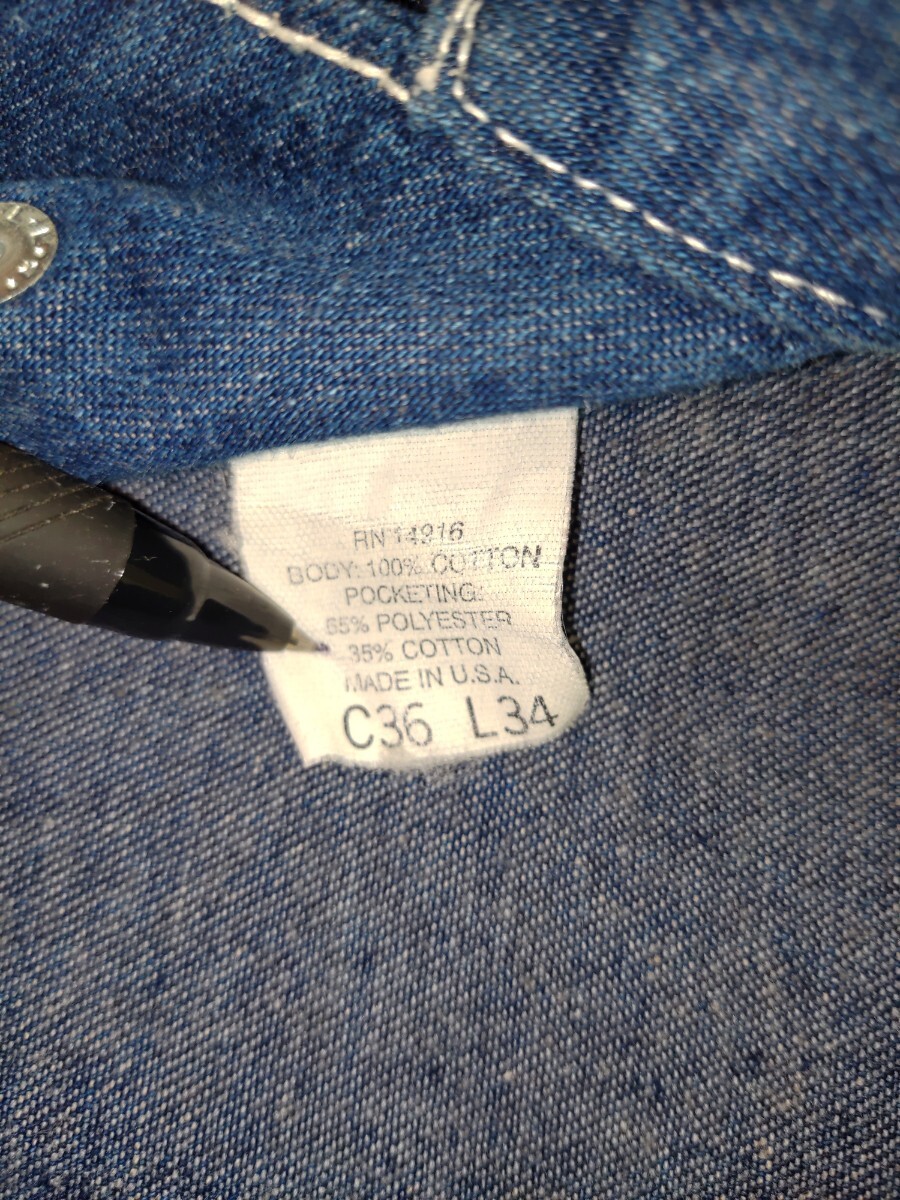 RN 14916
BODY: 100% COTTON
POCKETING:
65% POLYESTER
35% COTTON
MADE IN U.S.A.
C36 L34